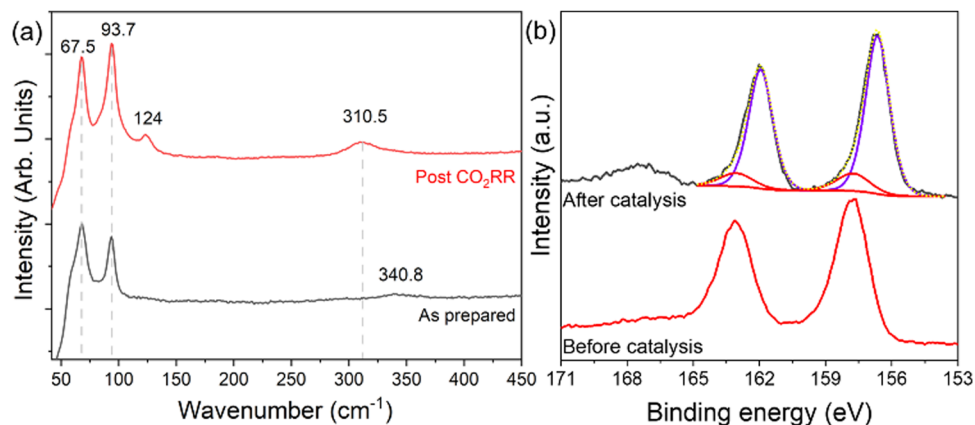 (a)
67.5
93.7
124
310.5
Post CO₂RR
340.8
As prepared
Intensity (Arb. Units)
50 100 150 200 250 300 350 400 450
Wavenumber (cm⁻¹)
(b)
Intensity (a.u.)
After catalysis
Before catalysis
171 168 165 162 159 156 153
Binding energy (eV)